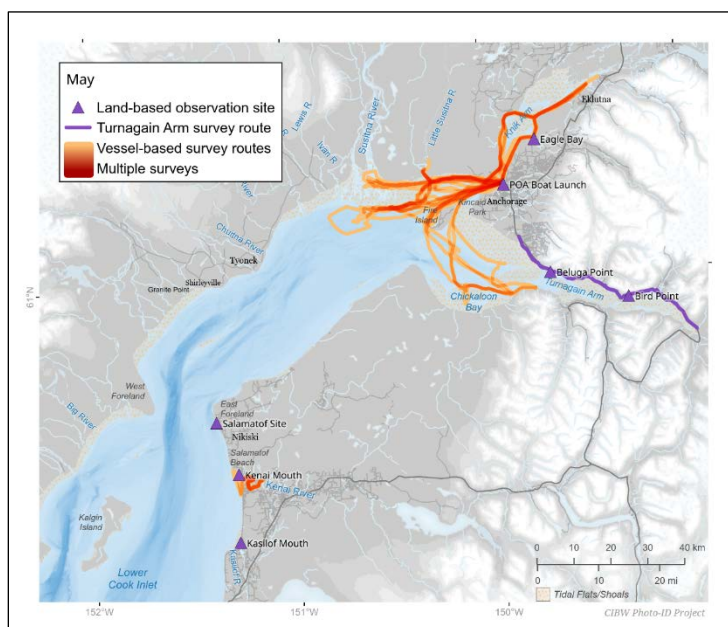 May
Land-based observation site
Turnagain Arm survey route
Vessel-based survey routes
Multiple surveys
Lewis R.
Ivan R.
Susitna River
Little Susitna R.
Knik Arm
Eklutna
Eagle Bay
POA Boat Launch
Kincaid
Park
Anchorage
Fire
Island
River
River
R.
Chuitna River
Tyonek
Shirleyville
Granite Point
Beluga Point
Turnagain Arm
Bird Point
Chickaloon
Bay
61°N
West
Foreland
East
Foreland
Big River
Salamatof Site
Nikiski
Salamatof
Beach
Kenai Mouth
Kenai River
Kalgin
Island
Kasilof Mouth
Kasilof R.
Lower
Cook Inlet
0 10 20 30 40 km
0 10 20 mi
Tidal Flats/Shoals
152°W
151°W
150°W
CIBW Photo-ID Project